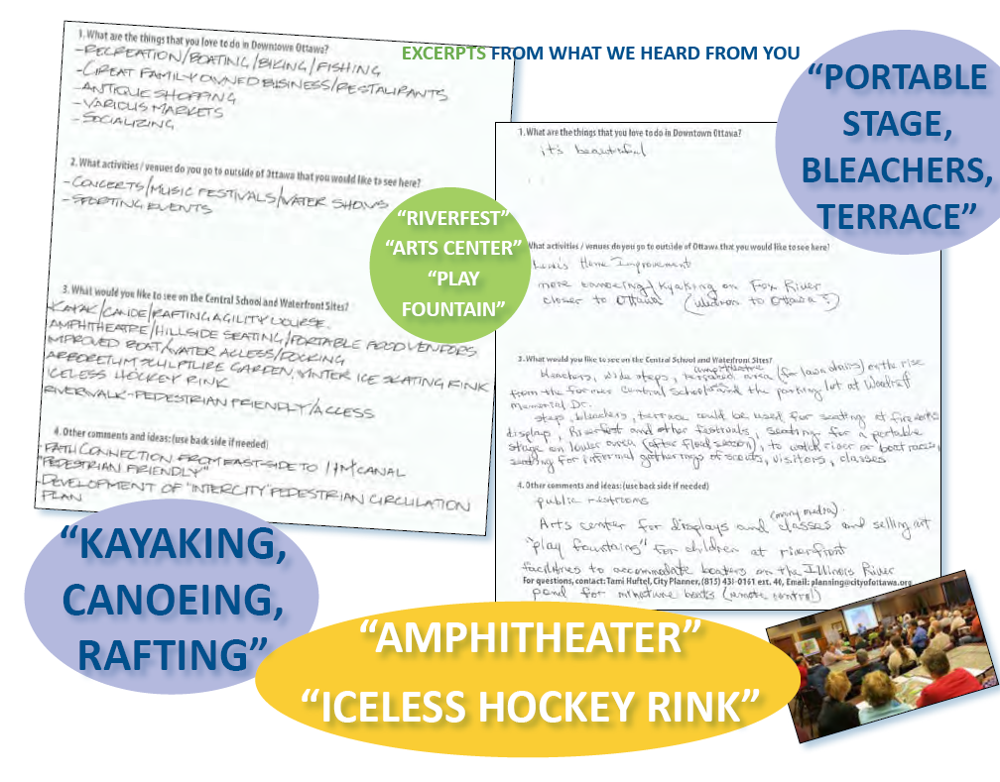 EXCERPTS FROM WHAT WE HEARD FROM YOU
1. What are the things that you love to do in Downtown Ottawa?
-RECREATION/BOATING/BIKING/FISHING
-GREAT FAMILY OWNED BUSINESS/RESTAURANTS
-ANTIQUE SHOPPING
-VARIOUS MARKETS
-SOCIALIZING
2. What activities / venues do you go to outside of Ottawa that you would like to see here?
-CONCERTS/MUSIC FESTIVALS/WATER SHOWS
-SPORTING EVENTS
3. What would you like to see on the Central School and Waterfront Sites?
KAYAK/CANOE/RAFTING AGILITY COURSE.
AMPHITHEATRE/HILLSIDE SEATING/PORTABLE FOOD VENDORS
IMPROVED BOAT/WATER ACCESS/DOCKING
ARBORETUM SCULPTURE GARDEN, WINTER ICE SKATING RINK
ICELESS HOCKEY RINK
RIVERWALK-PEDESTRIAN FRIENDLY/ACCESS
4. Other comments and ideas: (use back side if needed)
-PATH CONNECTION FROM EAST-SIDE TO I/M CANAL
"PEDESTRIAN FRIENDLY"
-DEVELOPMENT OF "INTERCITY" PEDESTRIAN CIRCULATION
PLAN
1. What are the things that you love to do in Downtown Ottawa?
it's beautiful
What activities / venues do you go to outside of Ottawa that you would like to see here?
Home Improvement
more canoeing/kyaking on Fox River
closer to Ottawa to Ottawa ?)
3. What would you like to see on the Central School and Waterfront Sites?
amphitheatre
bleachers, wide steps, terraced area (for lawn chairs) on the rise
from the former Central School and the parking lot at Woodruff
Memorial Dr.
steps, bleachers, terrace could be used for seating at fireworks
display, Riverfest and other festivals, seating for a portable
stage on lower area (after flood season), to watch river or boat races,
seating for informal gatherings of scouts, visitors, classes
4. Other comments and ideas: (use back side if needed)
public restrooms
(many media)
Arts center for displays and classes and selling art
"play fountains" for children at riverfront
facilities to accommodate boaters on the Illinois River
For questions, contact: Tami Huftel, City Planner, (815) 431-0161 ext. 40, Email: planning@cityofottawa.org
pond for minature boats (remote control)
“PORTABLE
STAGE,
BLEACHERS,
TERRACE”
“RIVERFEST”
“ARTS CENTER”
“PLAY
FOUNTAIN”
“KAYAKING,
CANOEING,
RAFTING”
“AMPHITHEATER”
“ICELESS HOCKEY RINK”